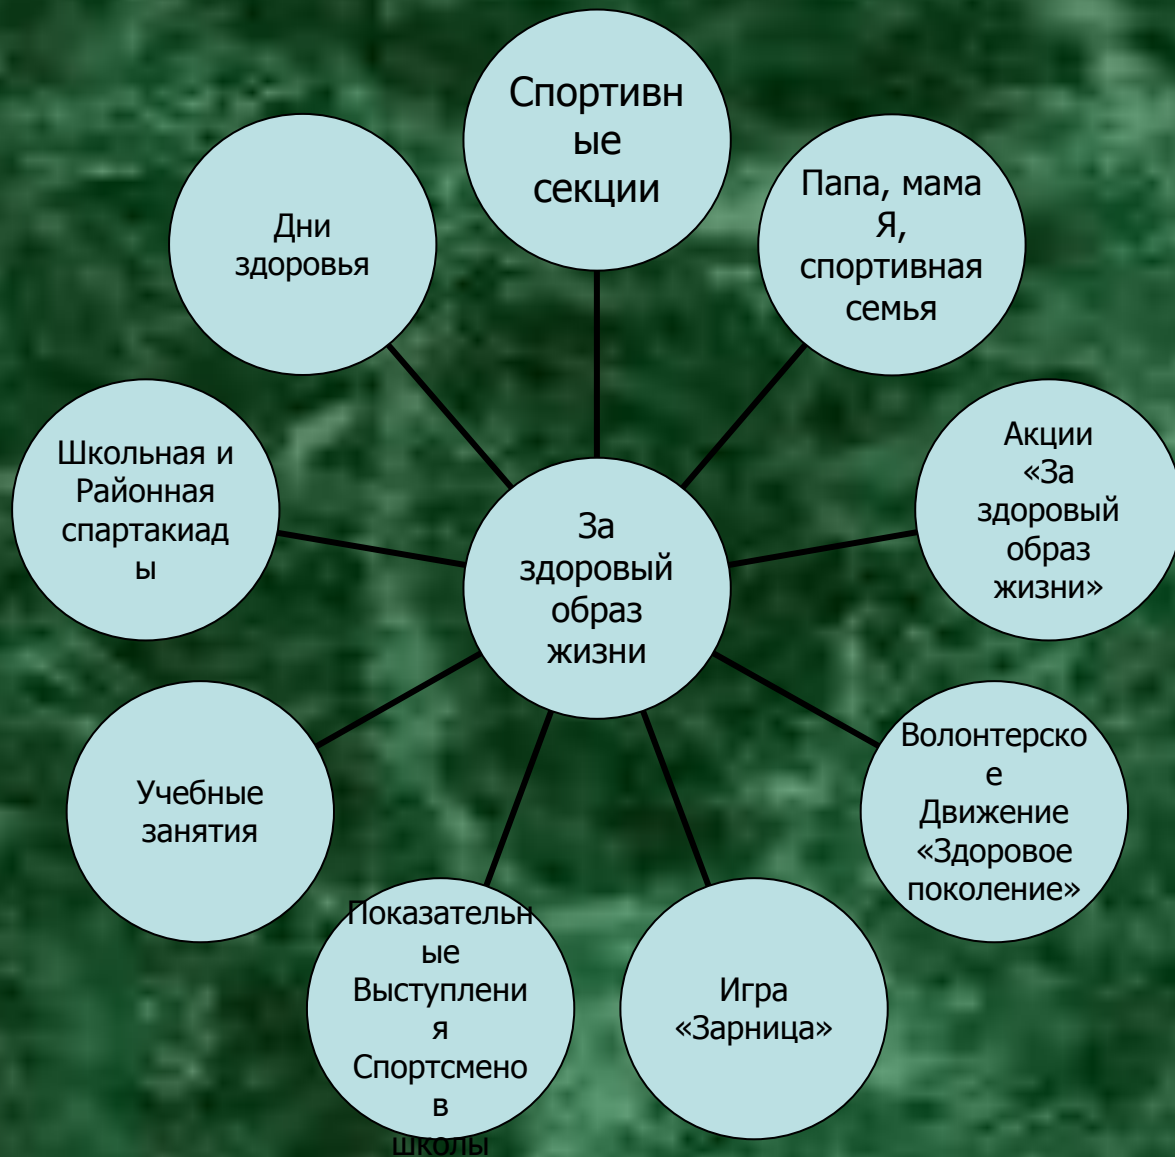 Спортивн
ые
секции
Папа, мама
Я,
спортивная
семья
Акции
«За
здоровый
образ
жизни»
Волонтерско
е
Движение
«Здоровое
поколение»
Игра
«Зарница»
Показательн
ые
Выступлени
я
Спортсмено
в
школы
Учебные
занятия
Школьная и
Районная
спартакиад
ы
Дни
здоровья
За
здоровый
образ
жизни